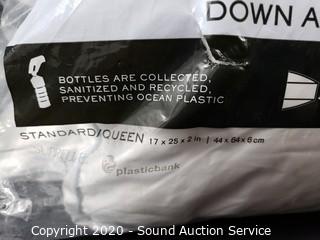 DOWN A
BOTTLES ARE COLLECTED,
SANITIZED AND RECYCLED,
PREVENTING OCEAN PLASTIC
STANDARD/QUEEN 17 x 25 x 2 in | 44 x 64 x 6 cm
plasticbank
Copyright 2020 - Sound Auction Service